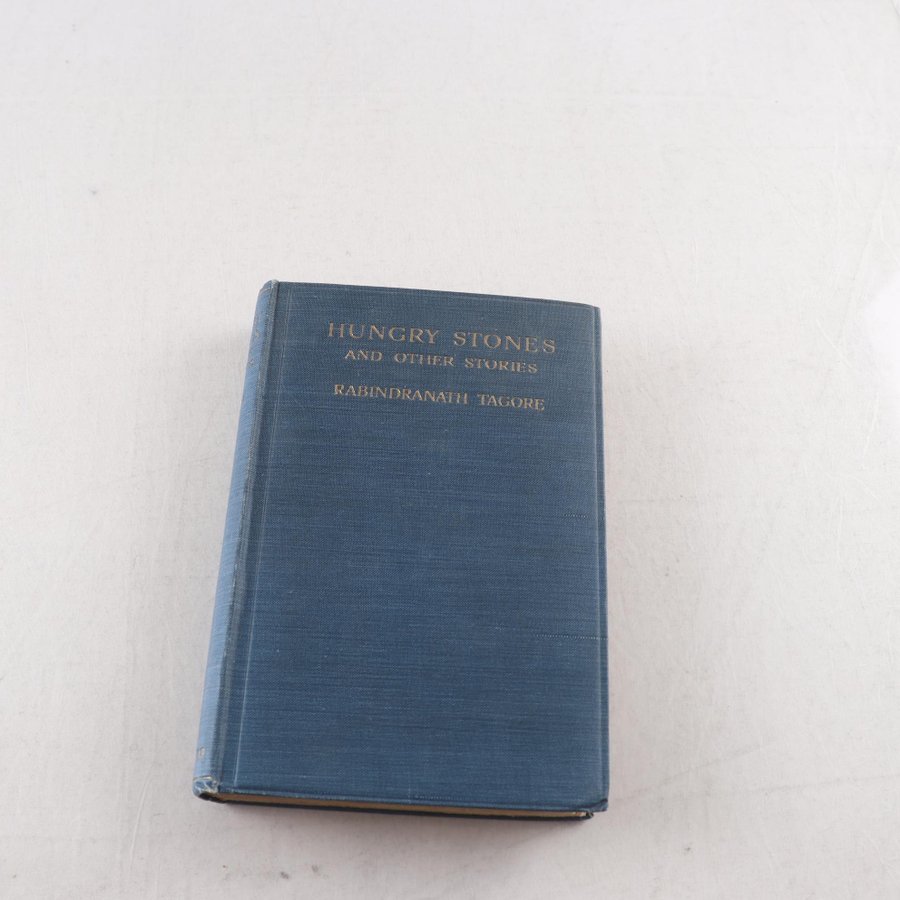 HUNGRY STONES
AND OTHER STORIES
RABINDRANATH TAGORE